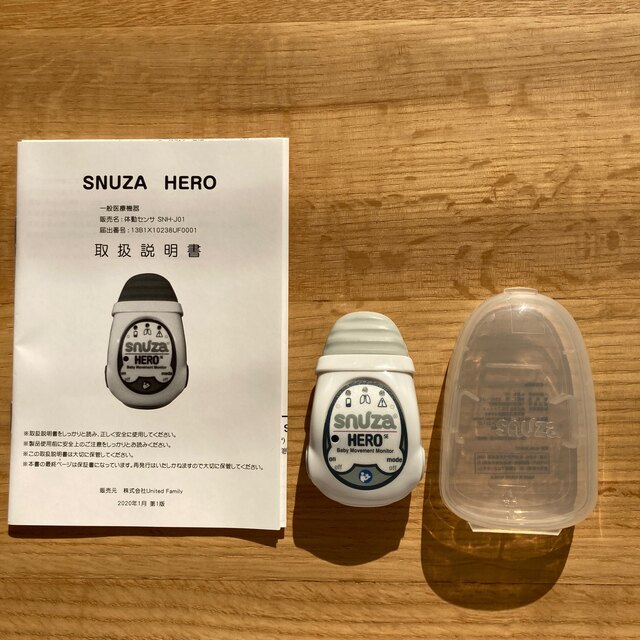 SNUZA HERO
一般医療機器
販売名:体動センサ SNH-J01
届出番号:13B1X10238UF0001
取扱説明書
snuza
HERO
Baby Movement Monitor
on
mode
※取扱説明書をしっかりと読み、正しく安全に使用してください。
※製品使用前に安全上のご注意をしっかりとお読みください。
※この取扱説明書は大切に保管してください。
※本書の最終ページは保証書になっています。再発行はいたしかねますので大切に保管してください。
販売元 株式会社United Family
2020年1月 第1版
snuza
HERO SE
Baby Movement Monitor
on
mode
off
off
snuza